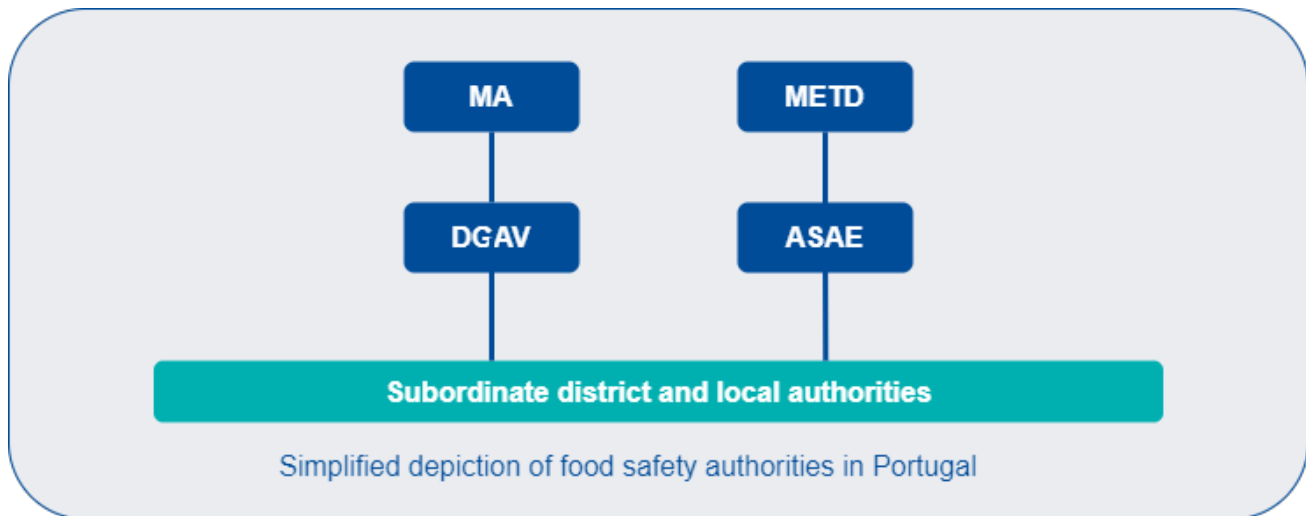 MA
METD
DGAV
ASAE
Subordinate district and local authorities
Simplified depiction of food safety authorities in Portugal